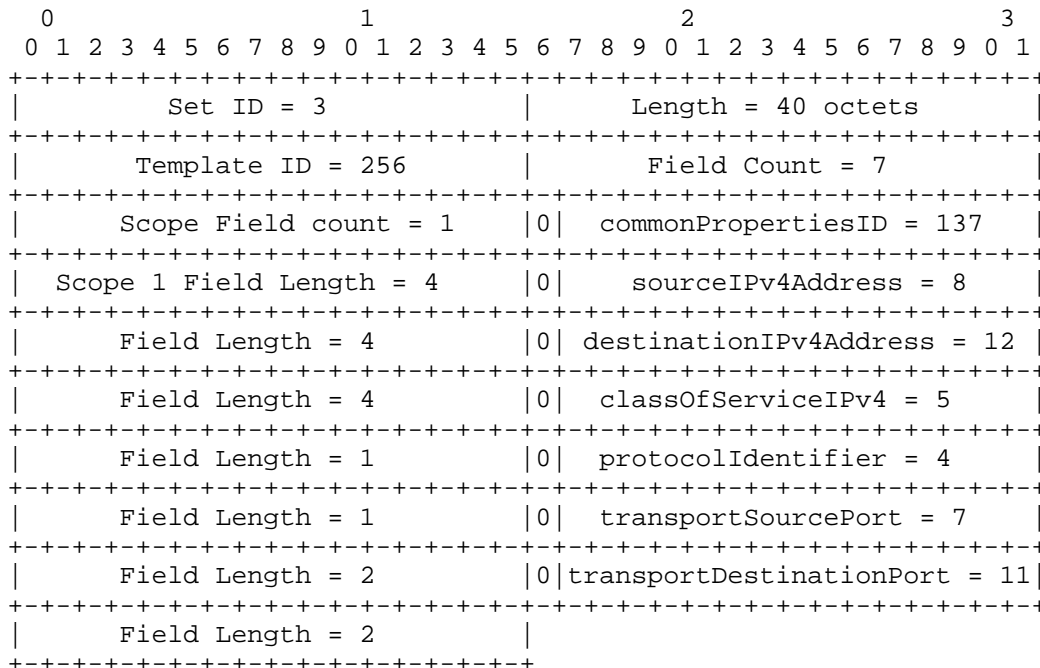 0                   1                   2                   3
 0 1 2 3 4 5 6 7 8 9 0 1 2 3 4 5 6 7 8 9 0 1 2 3 4 5 6 7 8 9 0 1
+-+-+-+-+-+-+-+-+-+-+-+-+-+-+-+-+-+-+-+-+-+-+-+-+-+-+-+-+-+-+-+-+
|         Set ID = 3            |      Length = 40 octets       |
+-+-+-+-+-+-+-+-+-+-+-+-+-+-+-+-+-+-+-+-+-+-+-+-+-+-+-+-+-+-+-+-+
|       Template ID = 256       |       Field Count = 7         |
+-+-+-+-+-+-+-+-+-+-+-+-+-+-+-+-+-+-+-+-+-+-+-+-+-+-+-+-+-+-+-+-+
|      Scope Field count = 1    |0|  commonPropertiesID = 137   |
+-+-+-+-+-+-+-+-+-+-+-+-+-+-+-+-+-+-+-+-+-+-+-+-+-+-+-+-+-+-+-+-+
|  Scope 1 Field Length = 4     |0|    sourceIPv4Address = 8    |
+-+-+-+-+-+-+-+-+-+-+-+-+-+-+-+-+-+-+-+-+-+-+-+-+-+-+-+-+-+-+-+-+
|      Field Length = 4         |0| destinationIPv4Address = 12 |
+-+-+-+-+-+-+-+-+-+-+-+-+-+-+-+-+-+-+-+-+-+-+-+-+-+-+-+-+-+-+-+-+
|      Field Length = 4         |0|  classOfServiceIPv4 = 5     |
+-+-+-+-+-+-+-+-+-+-+-+-+-+-+-+-+-+-+-+-+-+-+-+-+-+-+-+-+-+-+-+-+
|      Field Length = 1         |0|  protocolIdentifier = 4     |
+-+-+-+-+-+-+-+-+-+-+-+-+-+-+-+-+-+-+-+-+-+-+-+-+-+-+-+-+-+-+-+-+
|      Field Length = 1         |0|  transportSourcePort = 7    |
+-+-+-+-+-+-+-+-+-+-+-+-+-+-+-+-+-+-+-+-+-+-+-+-+-+-+-+-+-+-+-+-+
|      Field Length = 2         |0|transportDestinationPort = 11|
+-+-+-+-+-+-+-+-+-+-+-+-+-+-+-+-+-+-+-+-+-+-+-+-+-+-+-+-+-+-+-+-+
|      Field Length = 2         |
+-+-+-+-+-+-+-+-+-+-+-+-+-+-+-+-+